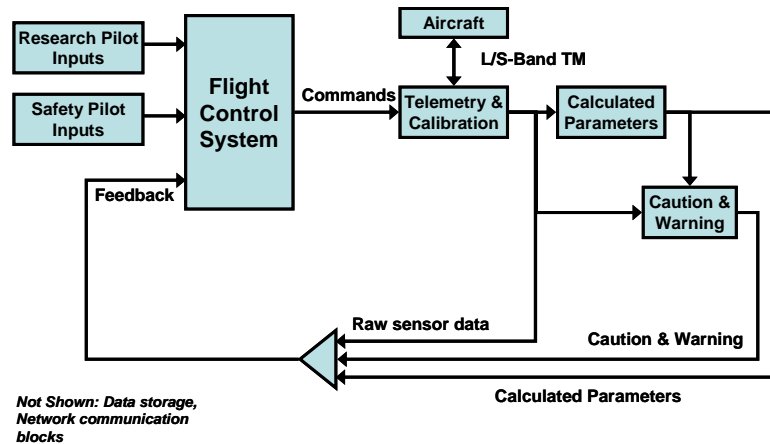 Aircraft
Research Pilot
Inputs
L/S-Band TM
Flight
Control
System
Commands
Telemetry &
Calibration
Calculated
Parameters
Safety Pilot
Inputs
Feedback
Caution &
Warning
Raw sensor data
Caution & Warning
Calculated Parameters
Not Shown: Data storage,
Network communication
blocks